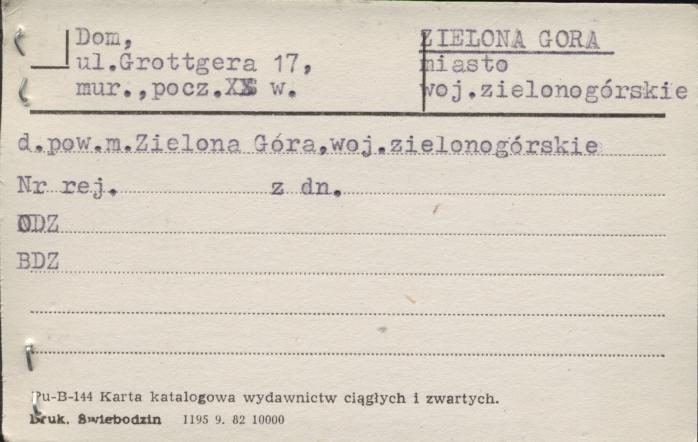 Dom,
ul.Grottgera 17,
mur.,pocz.XX w.
ZIELONA GORA
miasto
woj.zielonogórskie
d.pow.m.Zielona Góra,woj.zielonogórskie
Nr rej. z dn.
ODZ
BDZ
Pu-B-144 Karta katalogowa wydawnictw ciągłych i zwartych.
Druk. Świebodzin 1195 9. 82 10000